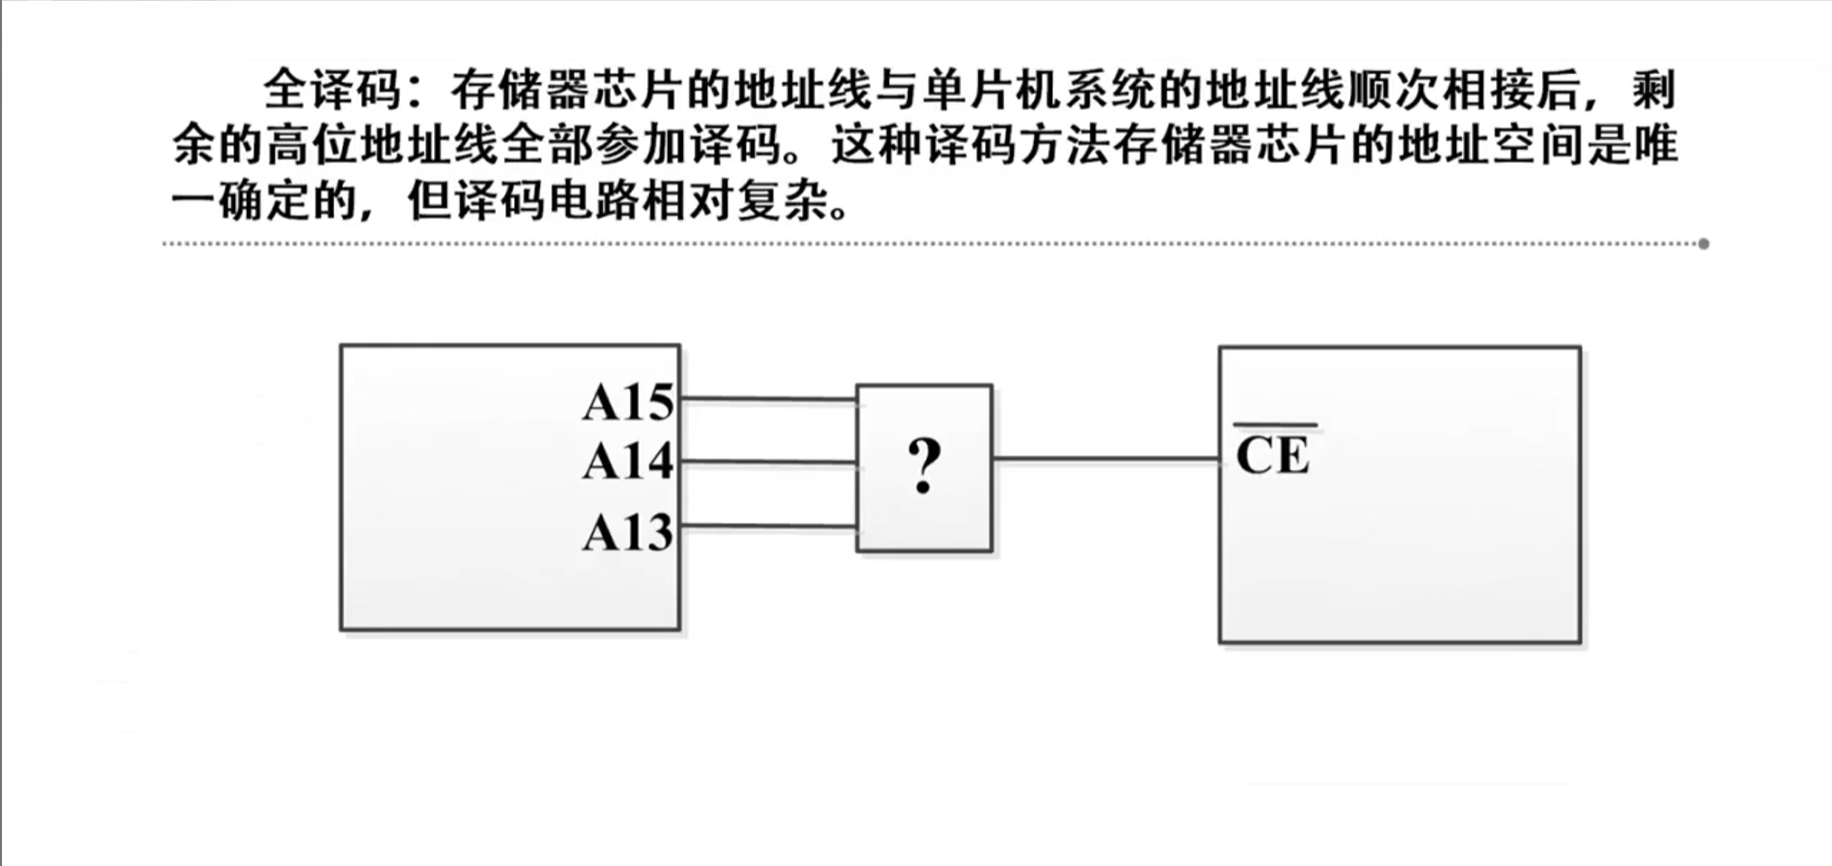 全译码：存储器芯片的地址线与单片机系统的地址线顺次相接后，剩
余的高位地址线全部参加译码。这种译码方法存储器芯片的地址空间是唯
一确定的，但译码电路相对复杂。
A15
A14
A13
?
CE